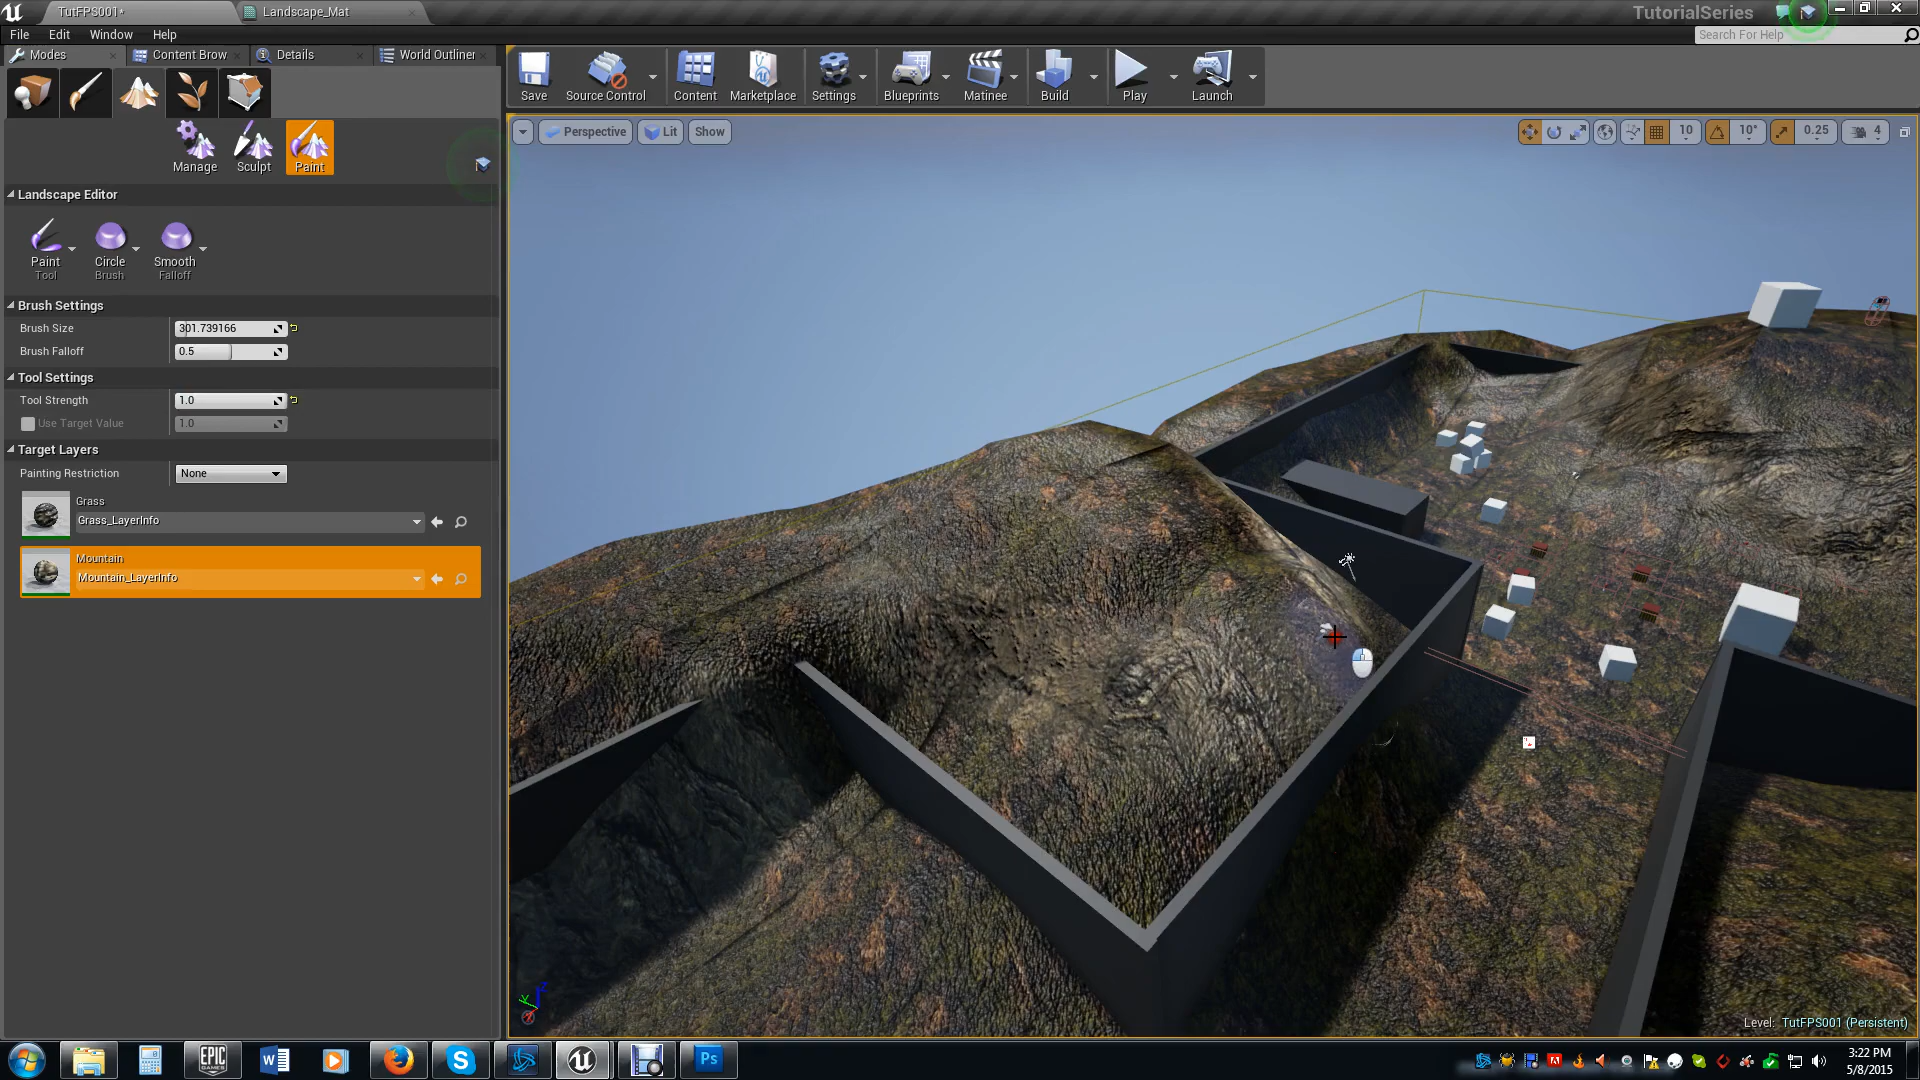 TutFPS001*
Landscape_Mat
TutorialSeries
File
Edit
Window
Help
Search For Help
Modes
Content Brow
Details
World Outliner
Save
Source Control
Content
Marketplace
Settings
Blueprints
Matinee
Build
Play
Launch
Manage
Sculpt
Paint
Perspective
Lit
Show
10
10°
0.25
4
Landscape Editor
Paint
Tool
Circle
Brush
Smooth
Falloff
Brush Settings
Brush Size
301.739166
Brush Falloff
0.5
Tool Settings
Tool Strength
1.0
Use Target Value
1.0
Target Layers
Painting Restriction
None
Grass
Grass_LayerInfo
Mountain
Mountain_LayerInfo
Level: TutFPS001 (Persistent)
EPIC
GAMES
Ps
3:22 PM
5/8/2015